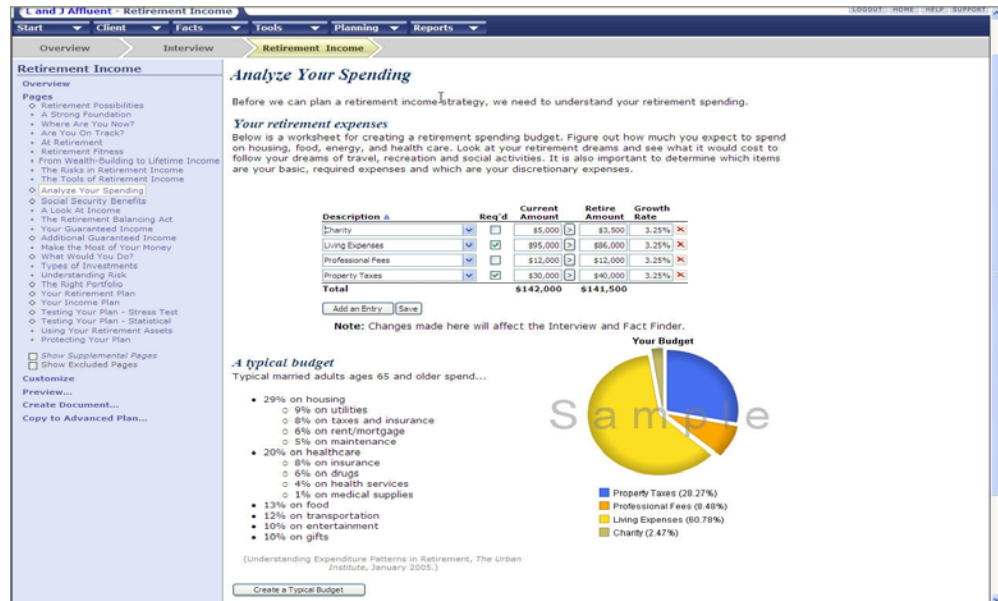 L and J Affluent - Retirement Income
LOGOUT HOME HELP SUPPORT
Start Client Facts Tools Planning Reports
Overview Interview Retirement Income
Retirement Income
Overview
Pages
Retirement Possibilities
A Strong Foundation
Where Are You Now?
Are You On Track?
At Retirement
Retirement Fitness
From Wealth-Building to Lifetime Income
The Risks in Retirement Income
The Tools of Retirement Income
Analyze Your Spending
Social Security Benefits
A Look At Income
The Retirement Balancing Act
Your Guaranteed Income
Additional Guaranteed Income
Make the Most of Your Money
What Would You Do?
Types of Investments
Understanding Risk
The Right Portfolio
Your Retirement Plan
Your Income Plan
Testing Your Plan - Stress Test
Testing Your Plan - Statistical
Using Your Retirement Assets
Protecting Your Plan
Show Supplemental Pages
Show Excluded Pages
Customize
Preview...
Create Document...
Copy to Advanced Plan...
Analyze Your Spending
Before we can plan a retirement income strategy, we need to understand your retirement spending.
Your retirement expenses
Below is a worksheet for creating a retirement spending budget. Figure out how much you expect to spend
on housing, food, energy, and health care. Look at your retirement dreams and see what it would cost to
follow your dreams of travel, recreation and social activities. It is also important to determine which items
are your basic, required expenses and which are your discretionary expenses.
Current Retire Growth
Description Req'd Amount Amount Rate
Charity $5,000 > $3,500 3.25%
Living Expenses $95,000 > $86,000 3.25%
Professional Fees $12,000 > $12,000 3.25%
Property Taxes $30,000 > $40,000 3.25%
Total $142,000 $141,500
Add an Entry Save
Note: Changes made here will affect the Interview and Fact Finder.
A typical budget
Typical married adults ages 65 and older spend...
29% on housing
9% on utilities
8% on taxes and insurance
6% on rent/mortgage
5% on maintenance
20% on healthcare
8% on insurance
6% on drugs
4% on health services
1% on medical supplies
13% on food
12% on transportation
10% on entertainment
10% on gifts
(Understanding Expenditure Patterns in Retirement, The Urban
Institute, January 2005.)
Create a Typical Budget
Your Budget
Sample
Property Taxes (28.27%)
Professional Fees (8.48%)
Living Expenses (60.78%)
Charity (2.47%)